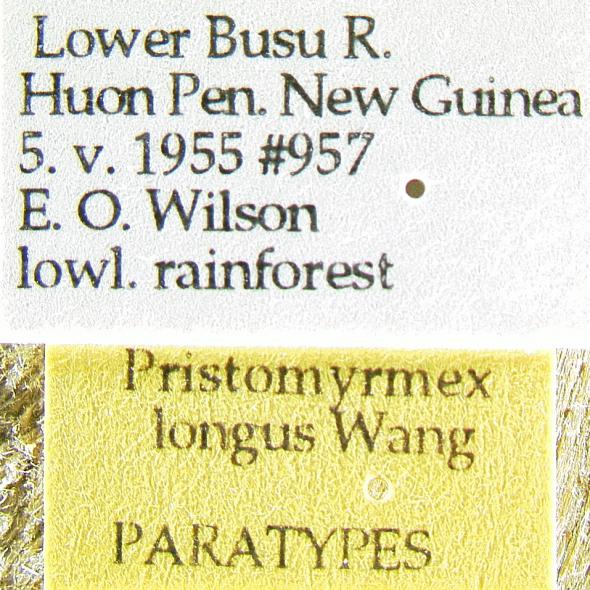 Lower Busu R.
Huon Pen. New Guinea
5. v. 1955 #957
E. O. Wilson
lowl. rainforest
Pristomyrmex
longus Wang
PARATYPES